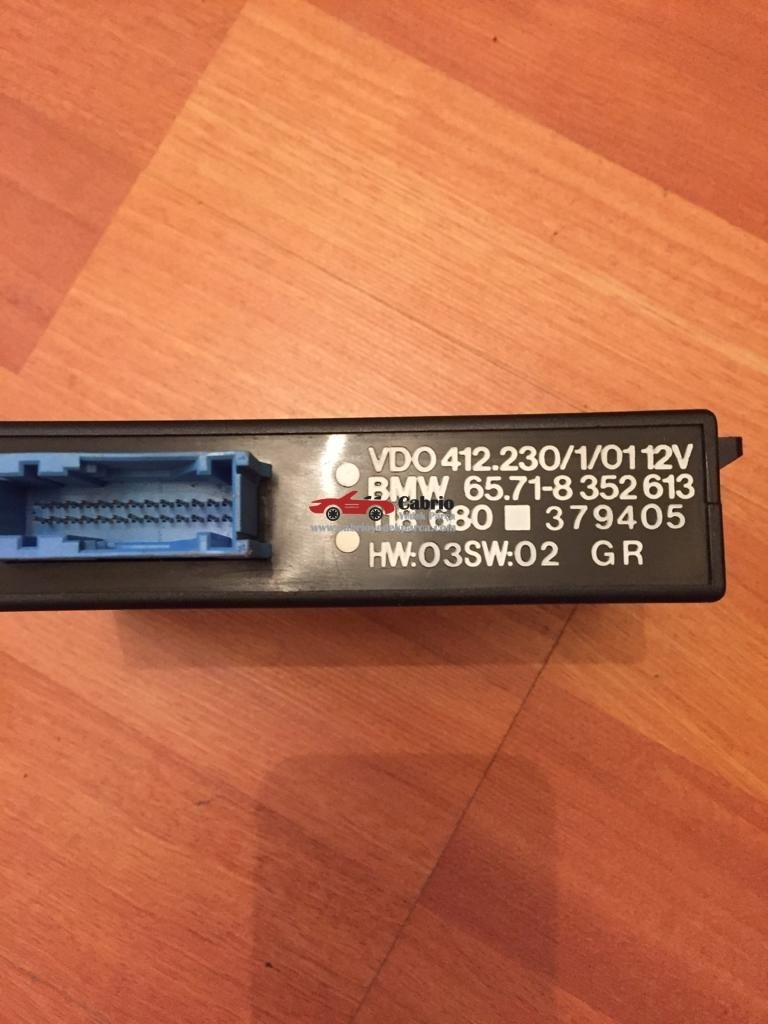 VDO 412.230/1/01 12V
BMW 65.71-8 352 613
379405
HW:03SW:02 GR
Cabrio